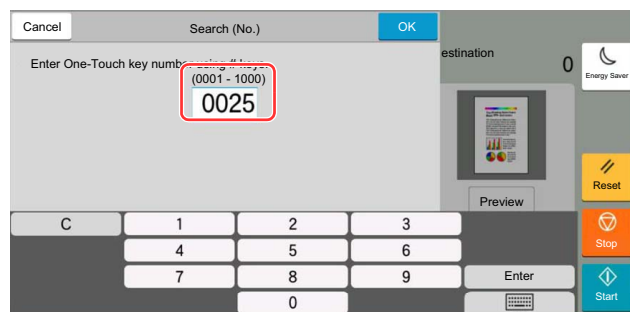 Cancel
Search (No.)
OK
Enter One-Touch key number using # keys.
(0001 - 1000)
0025
estination
0
Preview
Energy Saver
Reset
Stop
Start
C
1
2
3
4
5
6
7
8
9
Enter
0